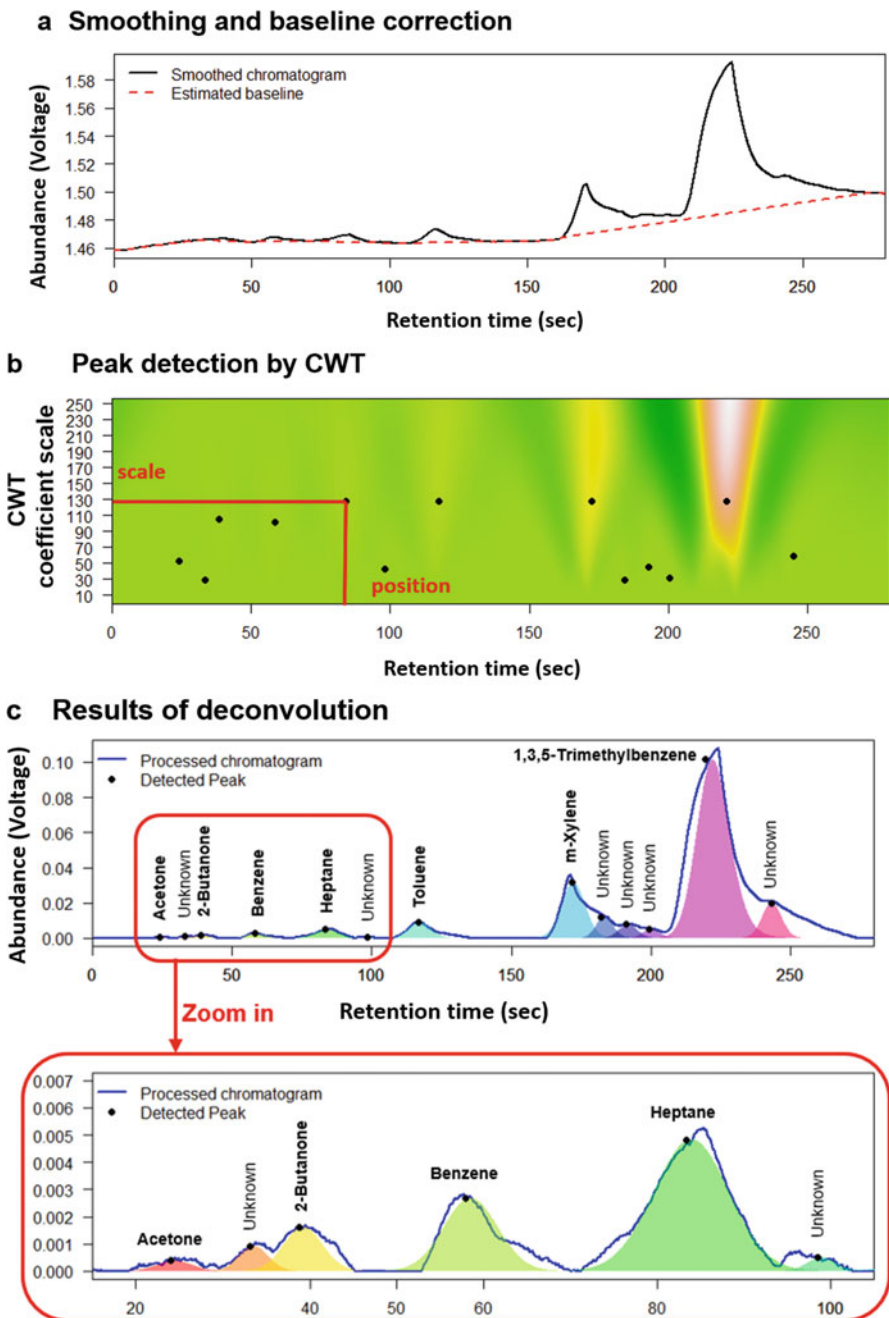 a Smoothing and baseline correction
Abundance (Voltage)
1.58
1.56
1.54
1.52
1.50
1.48
1.46
Smoothed chromatogram
Estimated baseline
0 50 100 150 200 250
Retention time (sec)
b Peak detection by CWT
CWT
coefficient scale
250
230
210
190
170
150
130
110
90
70
50
30
10
scale
position
0 50 100 150 200 250
Retention time (sec)
c Results of deconvolution
Abundance (Voltage)
0.10
0.08
0.06
0.04
0.02
0.00
Processed chromatogram
Detected Peak
Acetone
Unknown
2-Butanone
Benzene
Heptane
Unknown
Toluene
m-Xylene
Unknown
Unknown
Unknown
1,3,5-Trimethylbenzene
Unknown
0 50 100 150 200 250
Zoom in
Retention time (sec)
0.007
0.006
0.005
0.004
0.003
0.002
0.001
0.000
Processed chromatogram
Detected Peak
Acetone
Unknown
2-Butanone
Benzene
Heptane
Unknown
20 40 50 60 80 100